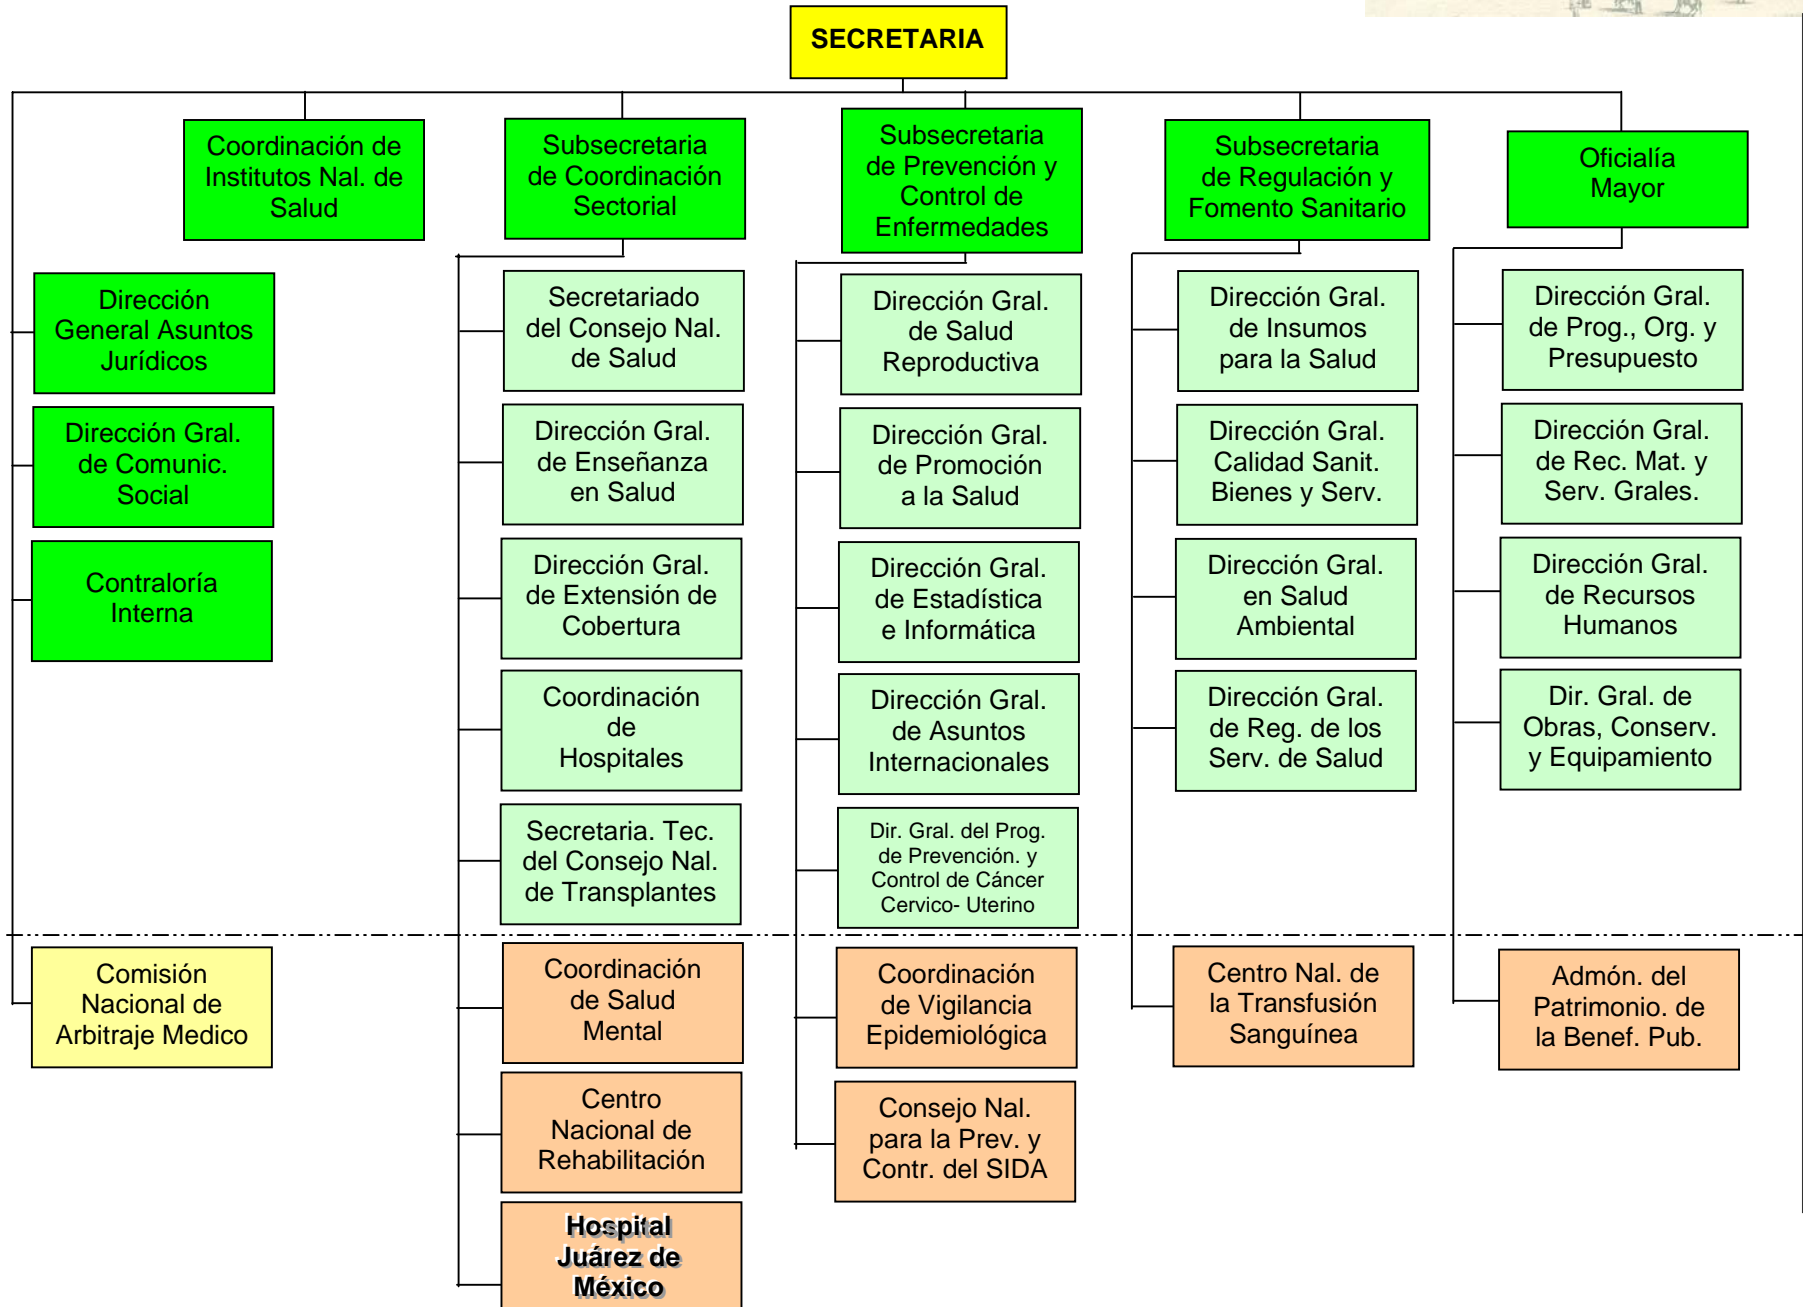 SECRETARIA
Coordinación de
Institutos Nal. de
Salud
Subsecretaria
de Coordinación
Sectorial
Subsecretaria
de Prevención y
Control de
Enfermedades
Subsecretaria
de Regulación y
Fomento Sanitario
Oficialía
Mayor
Dirección
General Asuntos
Jurídicos
Dirección Gral.
de Comunic.
Social
Contraloría
Interna
Comisión
Nacional de
Arbitraje Medico
Secretariado
del Consejo Nal.
de Salud
Dirección Gral.
de Enseñanza
en Salud
Dirección Gral.
de Extensión de
Cobertura
Coordinación
de
Hospitales
Secretaria. Tec.
del Consejo Nal.
de Transplantes
Coordinación
de Salud
Mental
Centro
Nacional de
Rehabilitación
Hospital
Juárez de
México
Dirección Gral.
de Salud
Reproductiva
Dirección Gral.
de Promoción
a la Salud
Dirección Gral.
de Estadística
e Informática
Dirección Gral.
de Asuntos
Internacionales
Dir. Gral. del Prog.
de Prevención. y
Control de Cáncer
Cervico- Uterino
Coordinación
de Vigilancia
Epidemiológica
Consejo Nal.
para la Prev. y
Contr. del SIDA
Dirección Gral.
de Insumos
para la Salud
Dirección Gral.
Calidad Sanit.
Bienes y Serv.
Dirección Gral.
en Salud
Ambiental
Dirección Gral.
de Reg. de los
Serv. de Salud
Centro Nal. de
la Transfusión
Sanguínea
Dirección Gral.
de Prog., Org. y
Presupuesto
Dirección Gral.
de Rec. Mat. y
Serv. Grales.
Dirección Gral.
de Recursos
Humanos
Dir. Gral. de
Obras, Conserv.
y Equipamiento
Admón. del
Patrimonio. de
la Benef. Pub.